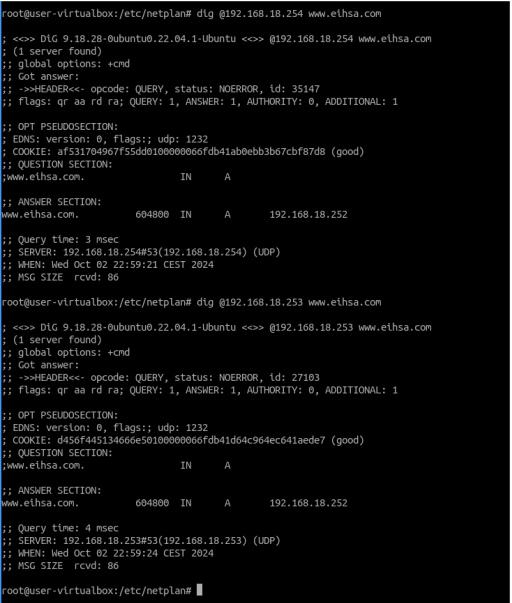 root@user-virtualbox:/etc/netplan# dig @192.168.18.254 www.eihsa.com
; <<>> DiG 9.18.28-0ubuntu0.22.04.1-Ubuntu <<>> @192.168.18.254 www.eihsa.com
; (1 server found)
;; global options: +cmd
;; Got answer:
;; ->>HEADER<<- opcode: QUERY, status: NOERROR, id: 35147
;; flags: qr aa rd ra; QUERY: 1, ANSWER: 1, AUTHORITY: 0, ADDITIONAL: 1
;; OPT PSEUDOSECTION:
; EDNS: version: 0, flags:; udp: 1232
; COOKIE: af531704967f55dd0100000066fdb41ab0ebb3b67cbf87d8 (good)
;; QUESTION SECTION:
;www.eihsa.com. IN A
;; ANSWER SECTION:
www.eihsa.com. 604800 IN A 192.168.18.252
;; Query time: 3 msec
;; SERVER: 192.168.18.254#53(192.168.18.254) (UDP)
;; WHEN: Wed Oct 02 22:59:21 CEST 2024
;; MSG SIZE rcvd: 86
root@user-virtualbox:/etc/netplan# dig @192.168.18.253 www.eihsa.com
; <<>> DiG 9.18.28-0ubuntu0.22.04.1-Ubuntu <<>> @192.168.18.253 www.eihsa.com
; (1 server found)
;; global options: +cmd
;; Got answer:
;; ->>HEADER<<- opcode: QUERY, status: NOERROR, id: 27103
;; flags: qr aa rd ra; QUERY: 1, ANSWER: 1, AUTHORITY: 0, ADDITIONAL: 1
;; OPT PSEUDOSECTION:
; EDNS: version: 0, flags:; udp: 1232
; COOKIE: d456f445134666e50100000066fdb41d64c964ec641aede7 (good)
;; QUESTION SECTION:
;www.eihsa.com. IN A
;; ANSWER SECTION:
www.eihsa.com. 604800 IN A 192.168.18.252
;; Query time: 4 msec
;; SERVER: 192.168.18.253#53(192.168.18.253) (UDP)
;; WHEN: Wed Oct 02 22:59:24 CEST 2024
;; MSG SIZE rcvd: 86
root@user-virtualbox:/etc/netplan#